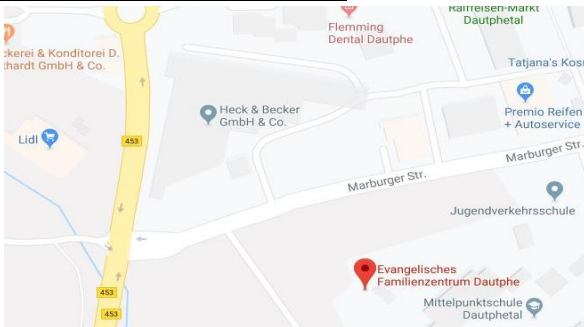 Raiffeisen-Markt
Dautphetal
Flemming
Dental Dautphe
ckerei & Konditorei D.
khardt GmbH & Co.
Tatjana's Kos
Heck & Becker
GmbH & Co.
Premio Reifen
+ Autoservice
Lidl
453
Marburger Str.
Marburger Str.
Jugendverkehrsschule
Evangelisches
Familienzentrum Dautphe
453
Mittelpunktschule
Dautphetal
453